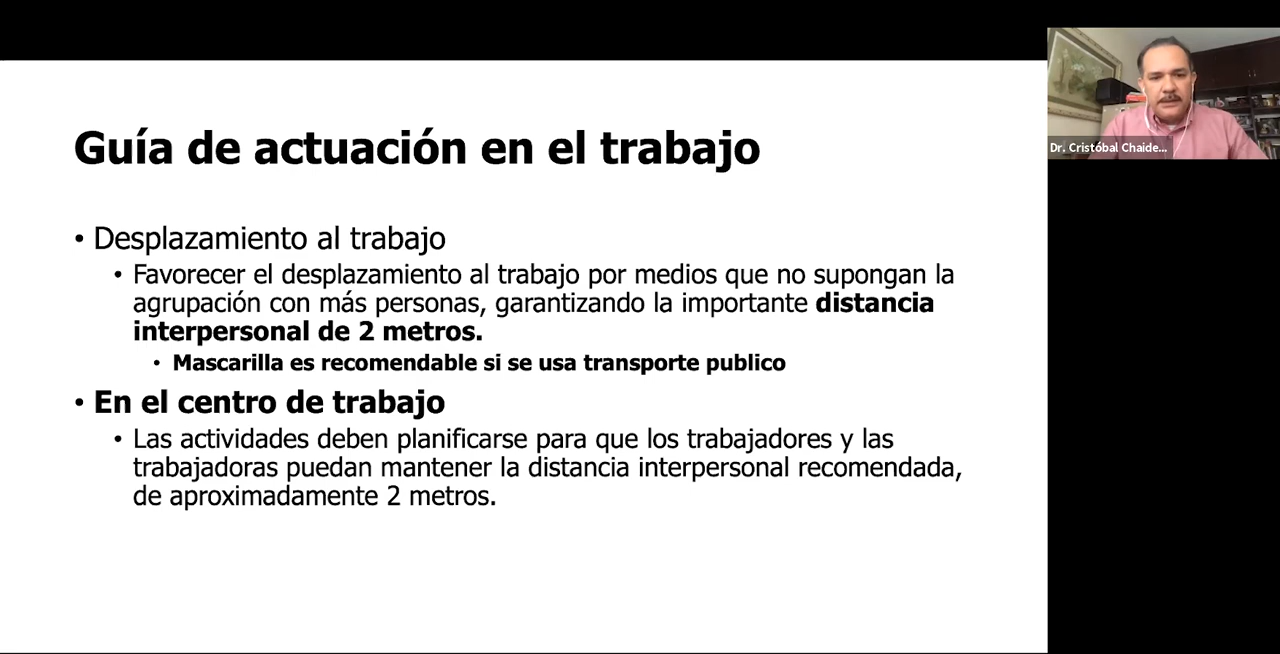 Guía de actuación en el trabajo
• Desplazamiento al trabajo
• Favorecer el desplazamiento al trabajo por medios que no supongan la
agrupación con más personas, garantizando la importante distancia
interpersonal de 2 metros.
• Mascarilla es recomendable si se usa transporte publico
• En el centro de trabajo
• Las actividades deben planificarse para que los trabajadores y las
trabajadoras puedan mantener la distancia interpersonal recomendada,
de aproximadamente 2 metros.
Dr. Cristóbal Chaide...